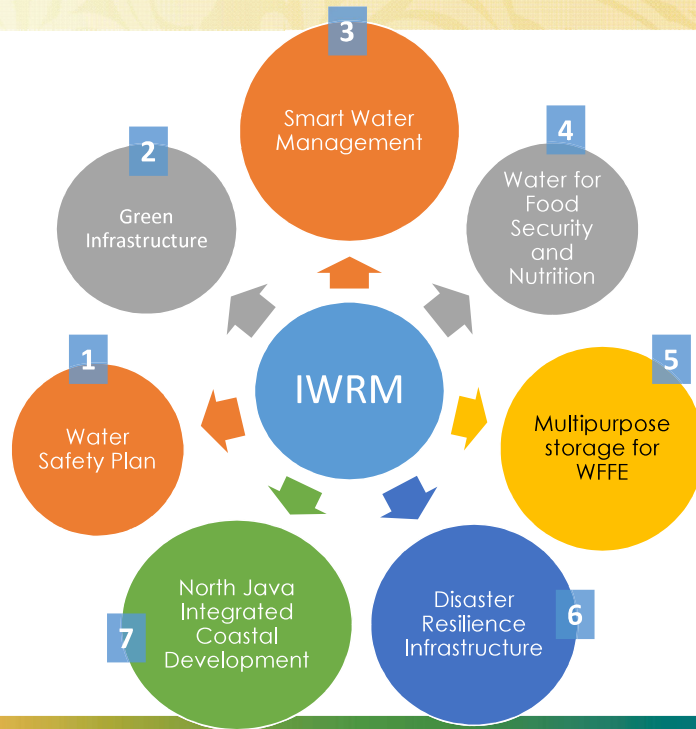 3
Smart Water
Management
2
Green
Infrastructure
4
Water for
Food
Security
and
Nutrition
IWRM
1
Water
Safety Plan
5
Multipurpose
storage for
WFFE
7
North Java
Integrated
Coastal
Development
6
Disaster
Resilience
Infrastructure